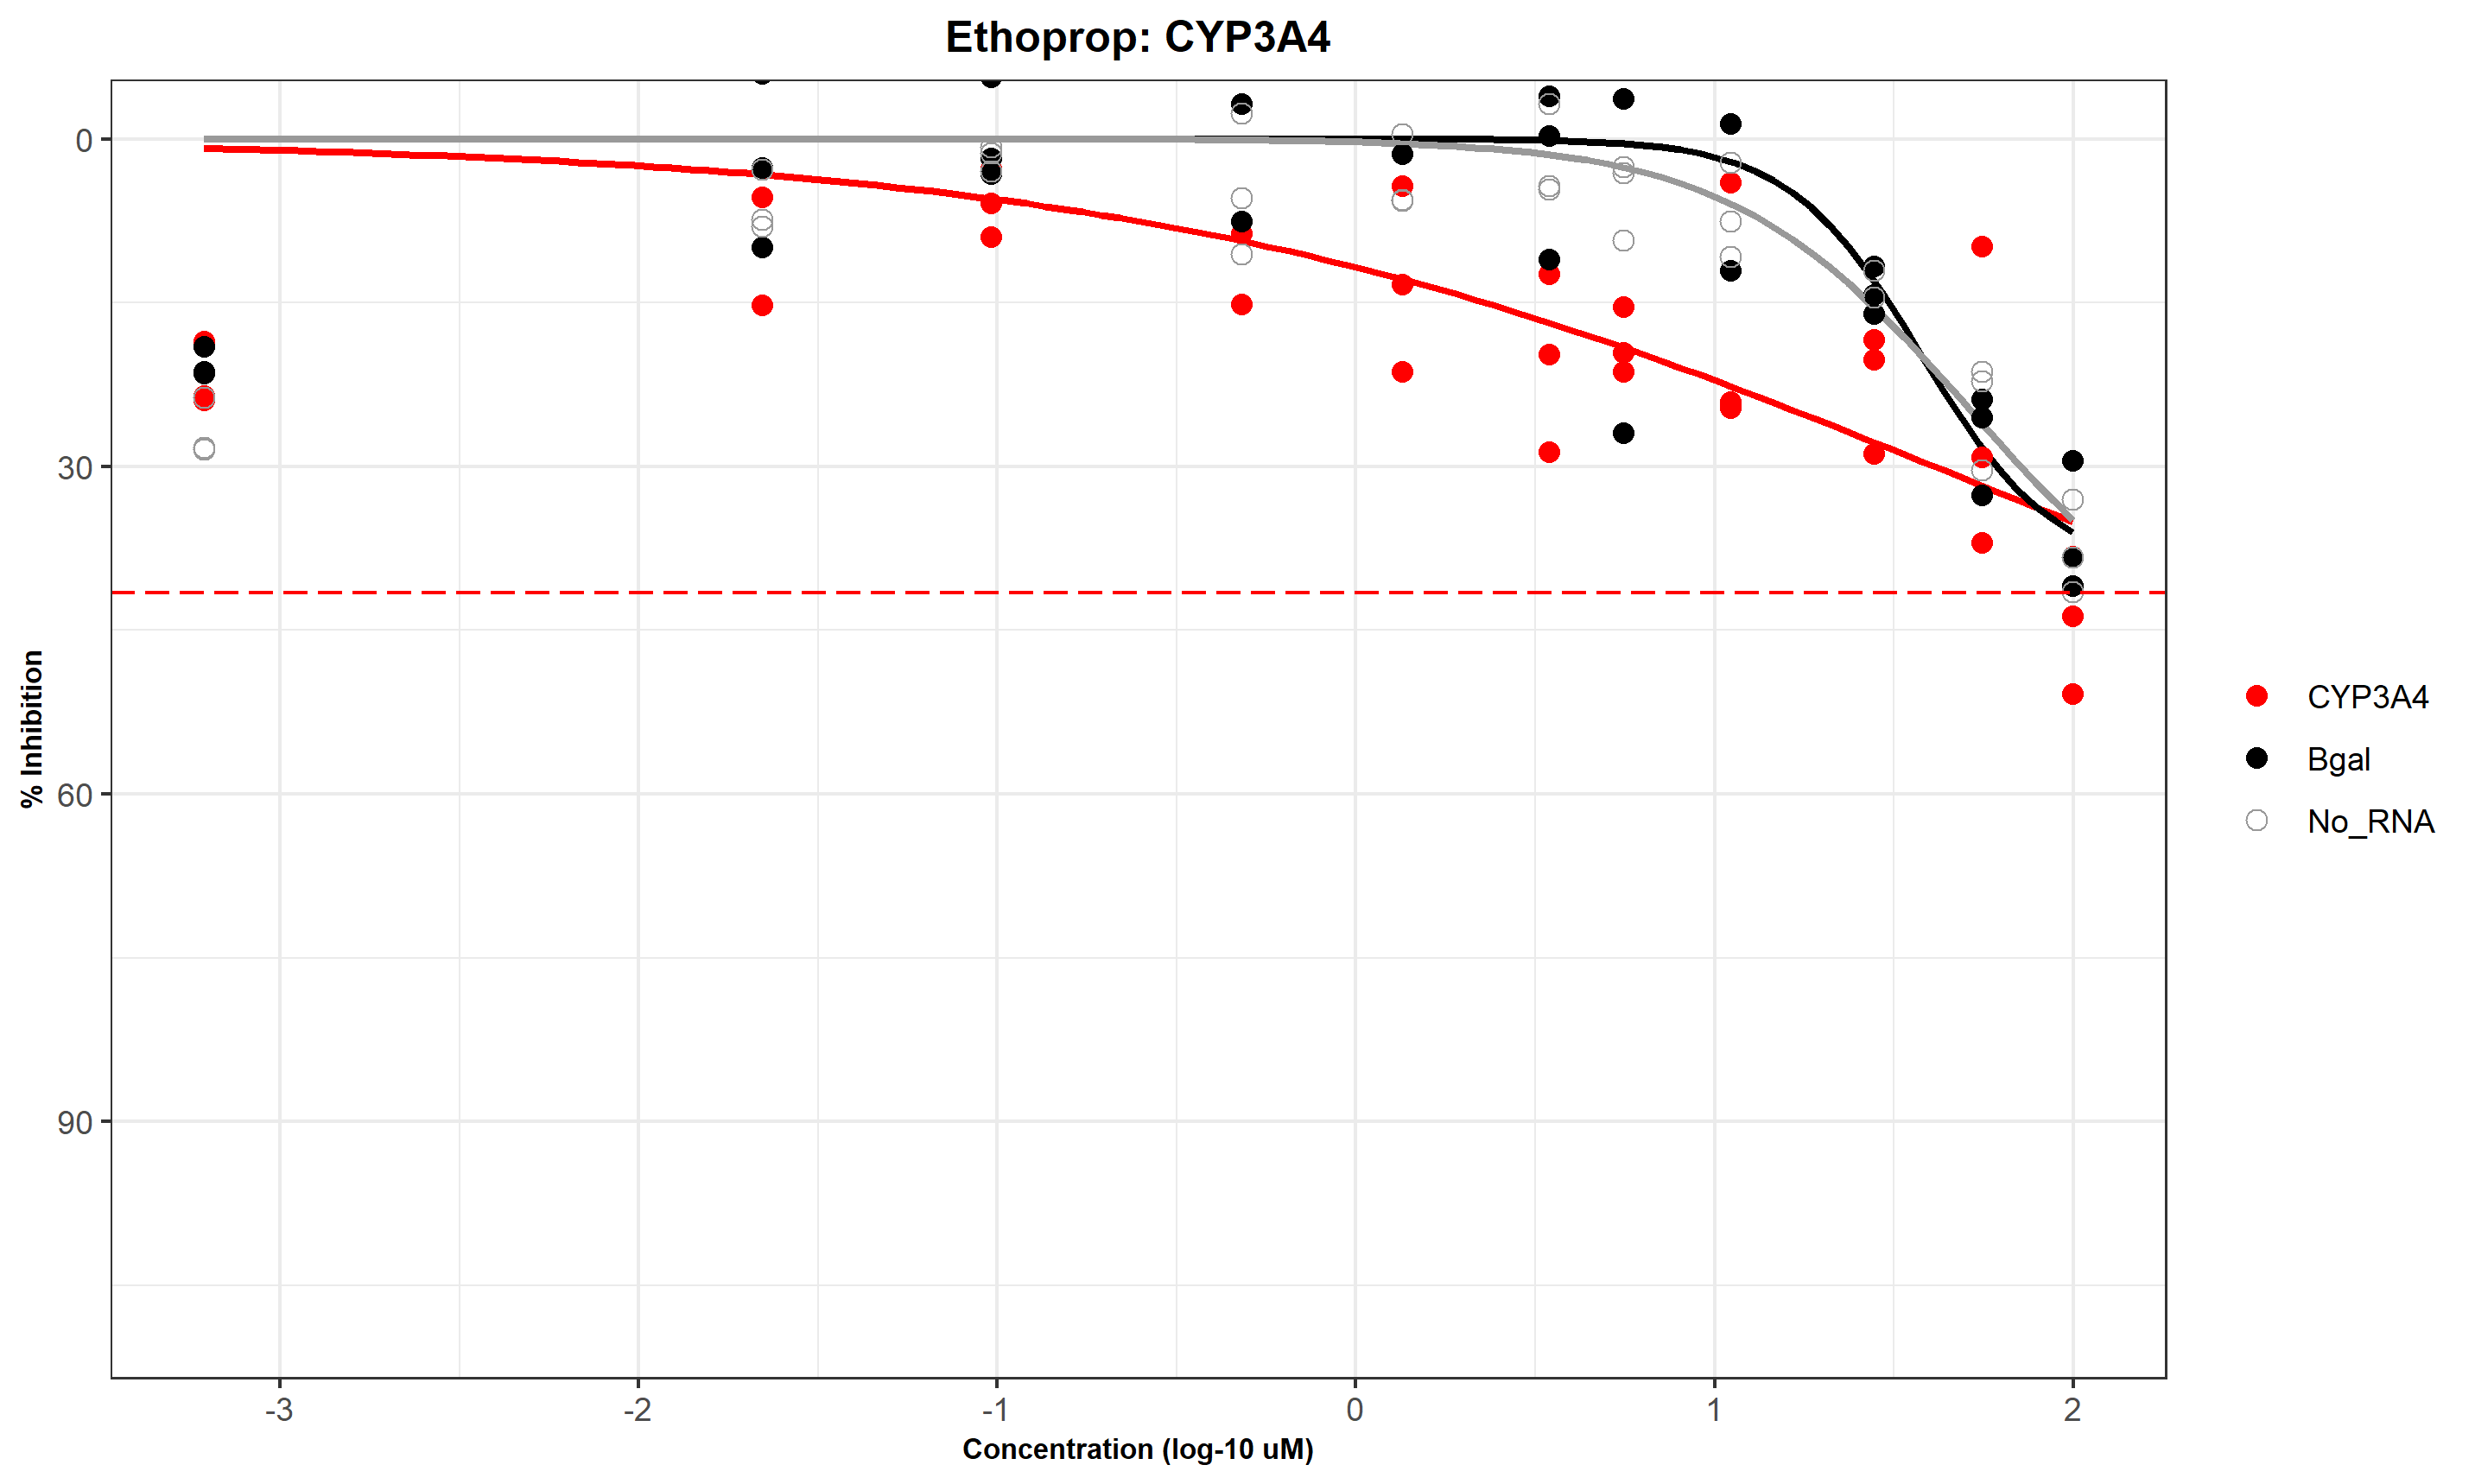 Ethoprop: CYP3A4
% Inhibition
0
30
60
90
-3
-2
-1
0
1
2
Concentration (log-10 uM)
CYP3A4
Bgal
No_RNA